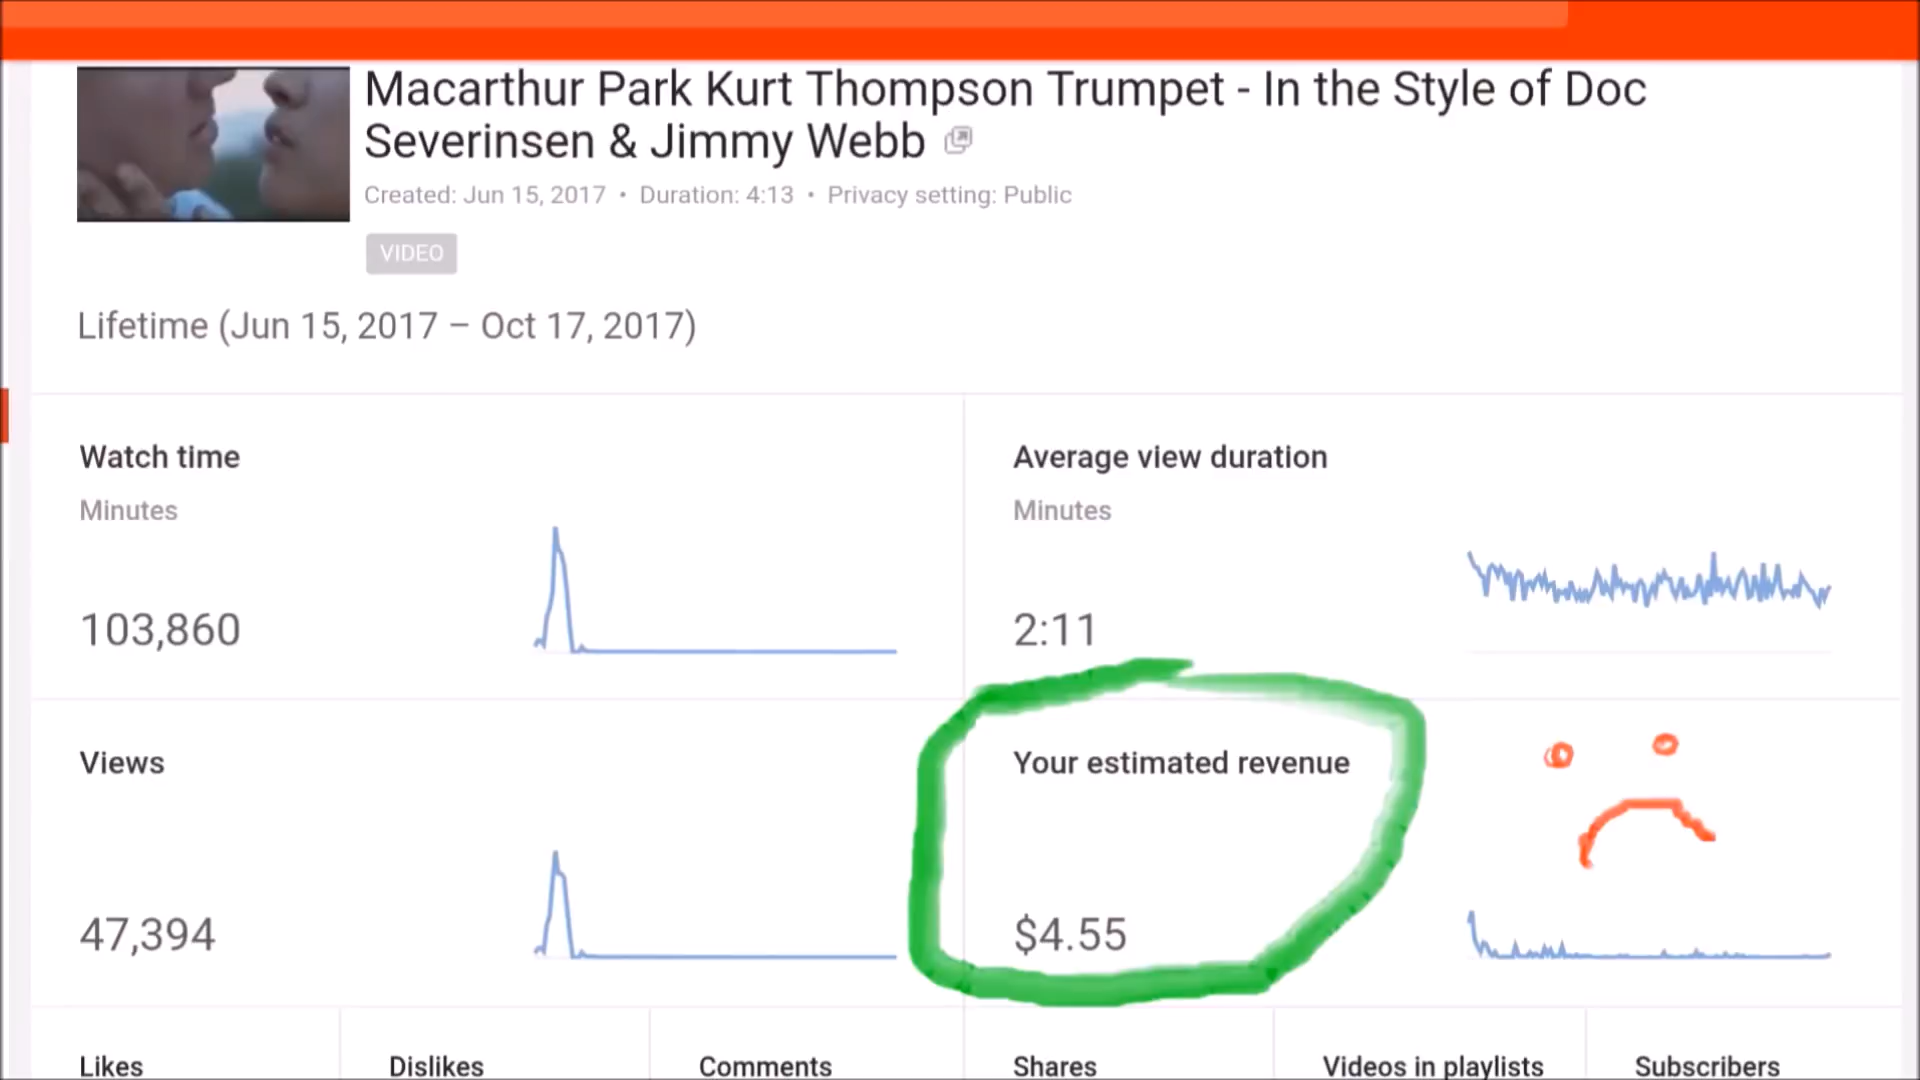 Macarthur Park Kurt Thompson Trumpet - In the Style of Doc
Severinsen & Jimmy Webb
Created: Jun 15, 2017 • Duration: 4:13 • Privacy setting: Public
VIDEO
Lifetime (Jun 15, 2017 – Oct 17, 2017)
Watch time
Minutes
103,860
Average view duration
Minutes
2:11
Views
47,394
Your estimated revenue
$4.55
Likes
Dislikes
Comments
Shares
Videos in playlists
Subscribers